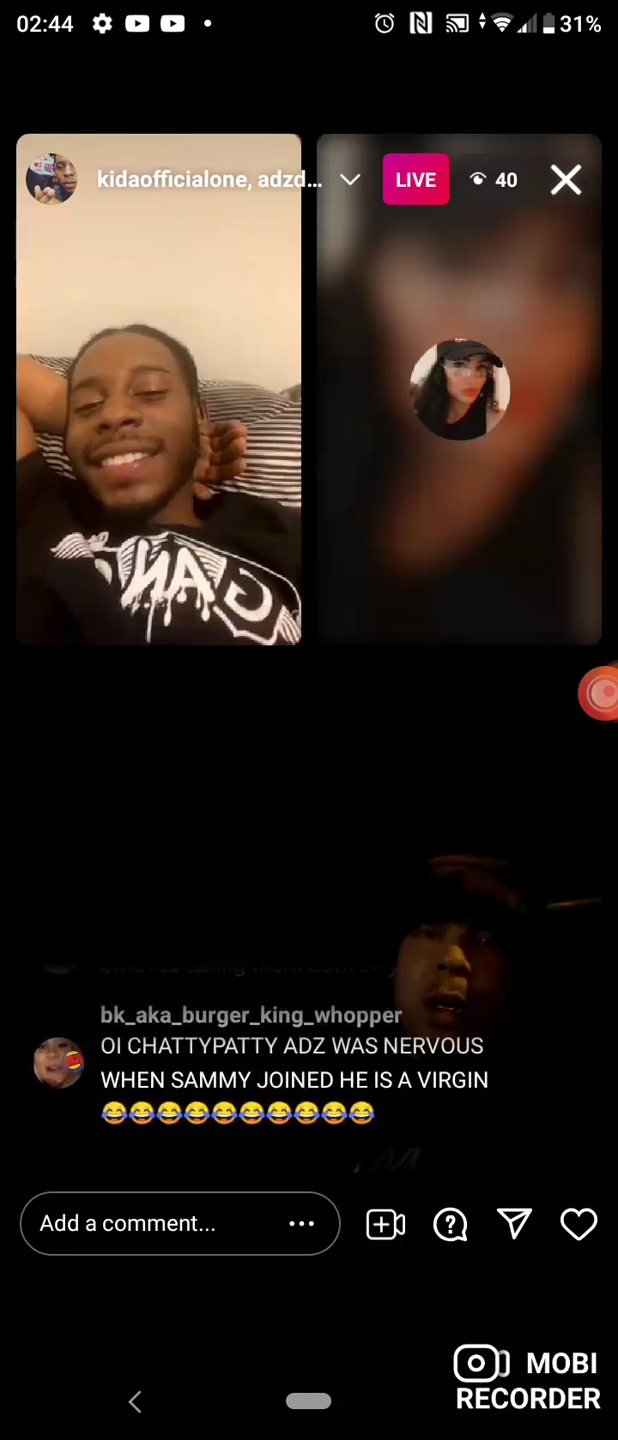 02:44
31%
kidaofficialone, adzd...
LIVE
40
bk_aka_burger_king_whopper
OI CHATTYPATTY ADZ WAS NERVOUS
WHEN SAMMY JOINED HE IS A VIRGIN
😂😂😂😂😂😂😂😂😂😂
Add a comment...
MOBI
RECORDER